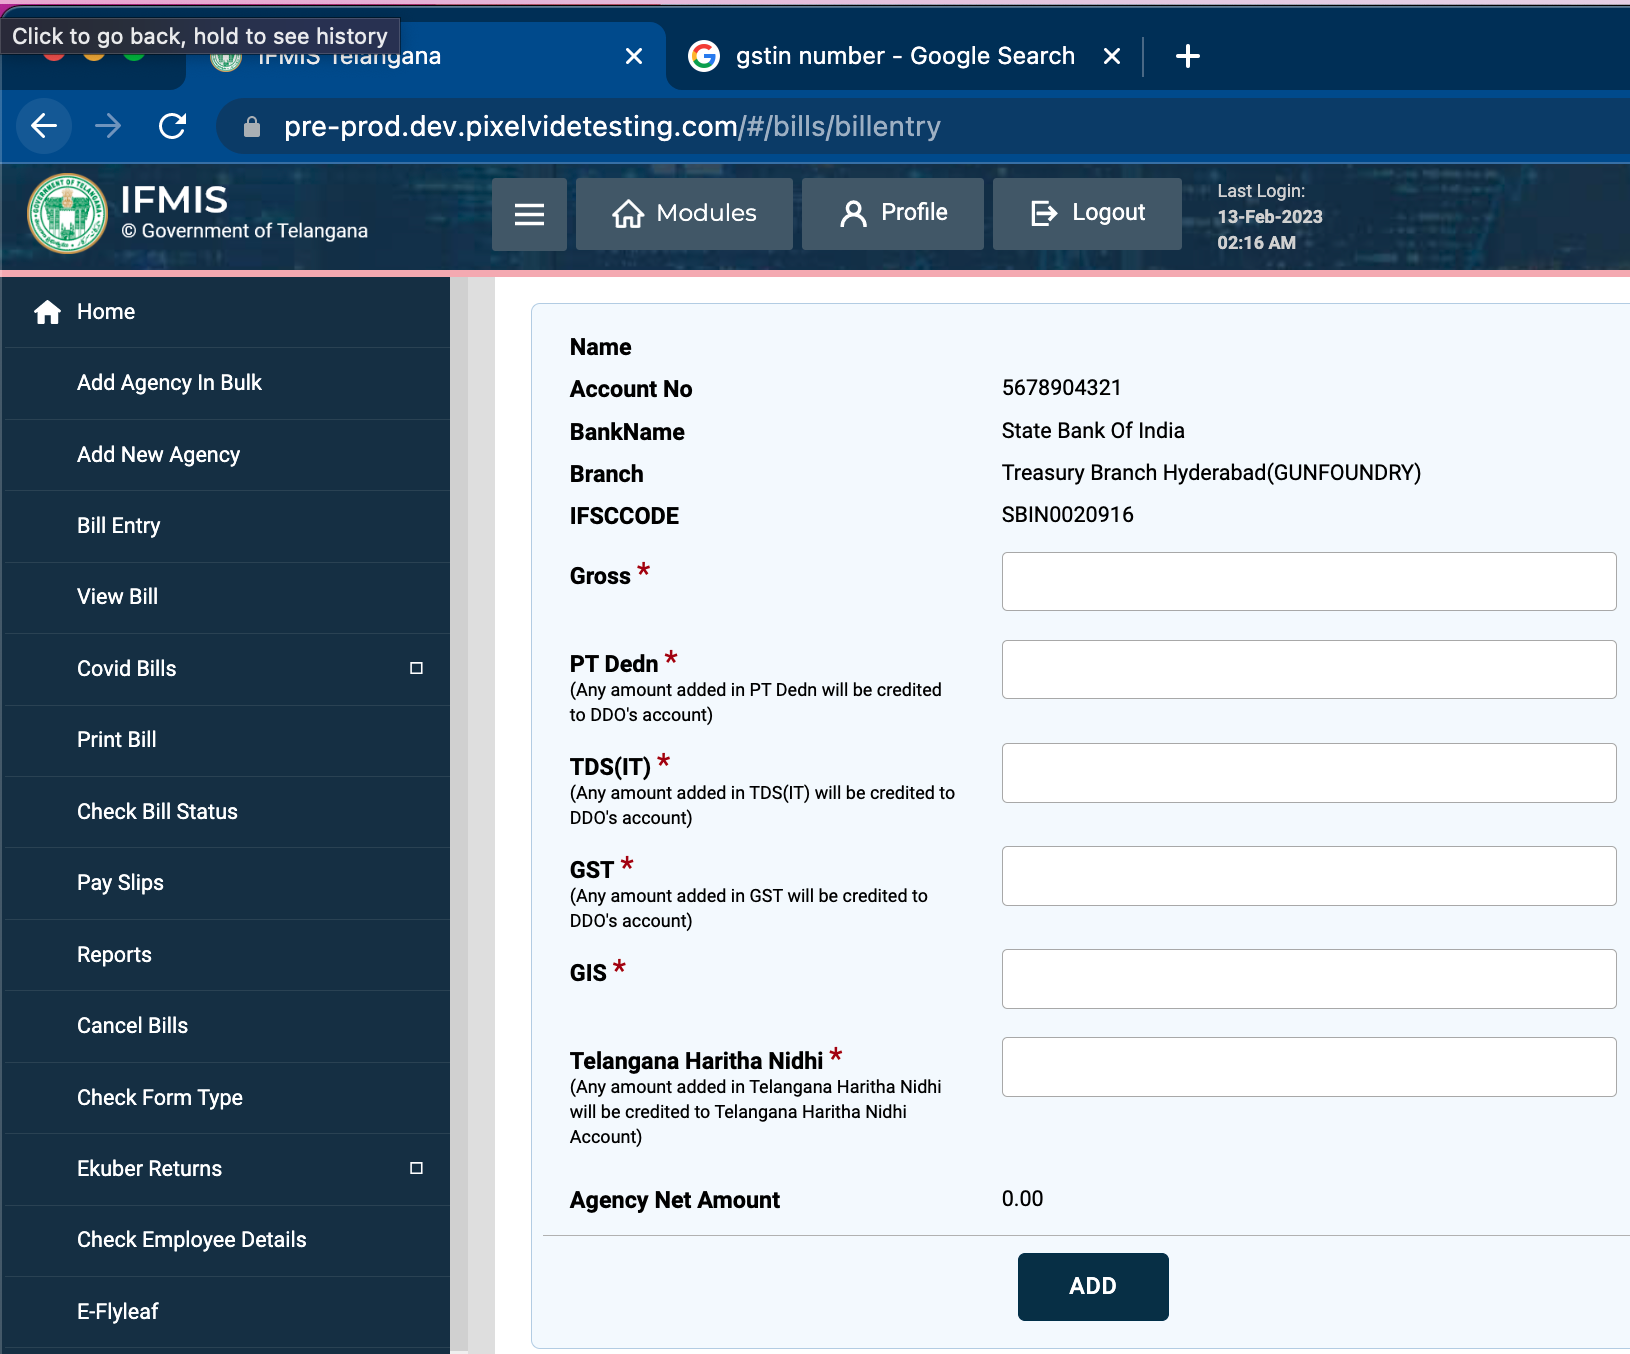 Click to go back, hold to see history
IFMIS Telangana
gstin number - Google Search
pre-prod.dev.pixelvidetesting.com/#/bills/billentry
IFMIS
© Government of Telangana
Modules
Profile
Logout
Last Login:
13-Feb-2023
02:16 AM
Home
Add Agency In Bulk
Add New Agency
Bill Entry
View Bill
Covid Bills
Print Bill
Check Bill Status
Pay Slips
Reports
Cancel Bills
Check Form Type
Ekuber Returns
Check Employee Details
E-Flyleaf
Name
Account No 5678904321
BankName State Bank Of India
Branch Treasury Branch Hyderabad(GUNFOUNDRY)
IFSCCODE SBIN0020916
Gross *
PT Dedn *
(Any amount added in PT Dedn will be credited
to DDO's account)
TDS(IT) *
(Any amount added in TDS(IT) will be credited to
DDO's account)
GST *
(Any amount added in GST will be credited to
DDO's account)
GIS *
Telangana Haritha Nidhi *
(Any amount added in Telangana Haritha Nidhi
will be credited to Telangana Haritha Nidhi
Account)
Agency Net Amount 0.00
ADD